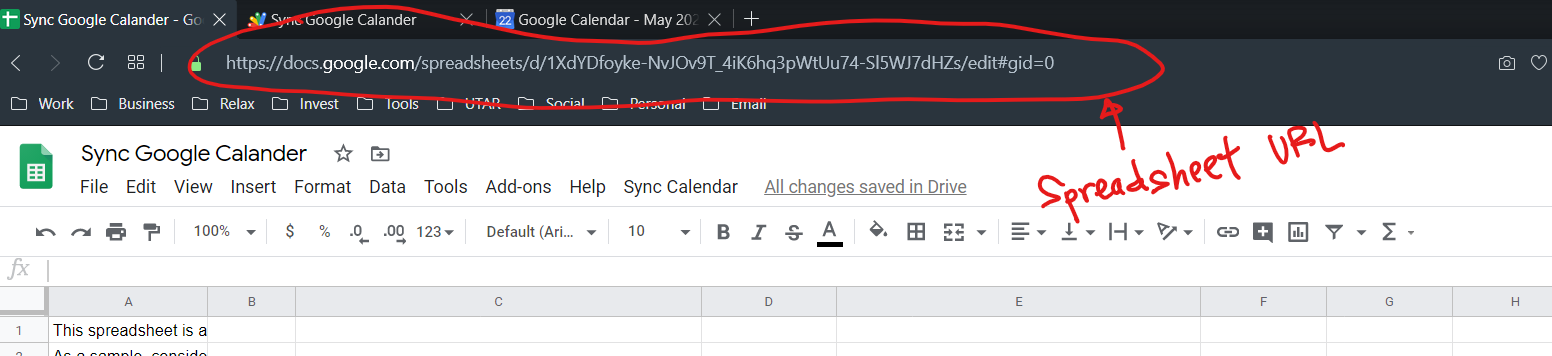 Sync Google Calander - Go
Sync Google Calander
22 Google Calendar - May 202
https://docs.google.com/spreadsheets/d/1XdYDfoyke-NvJOv9T_4iK6hq3pWtUu74-Sl5WJ7dHZs/edit#gid=0
Work Business Relax Invest Tools UTAR Social Personal Email
Sync Google Calander
Spreadsheet URL
File Edit View Insert Format Data Tools Add-ons Help Sync Calendar All changes saved in Drive
100% $ % .0 .00 123 Default (Ari... 10 B I S A Σ
fx
A B C D E F G H
1 This spreadsheet is a
2 As a sample, conside